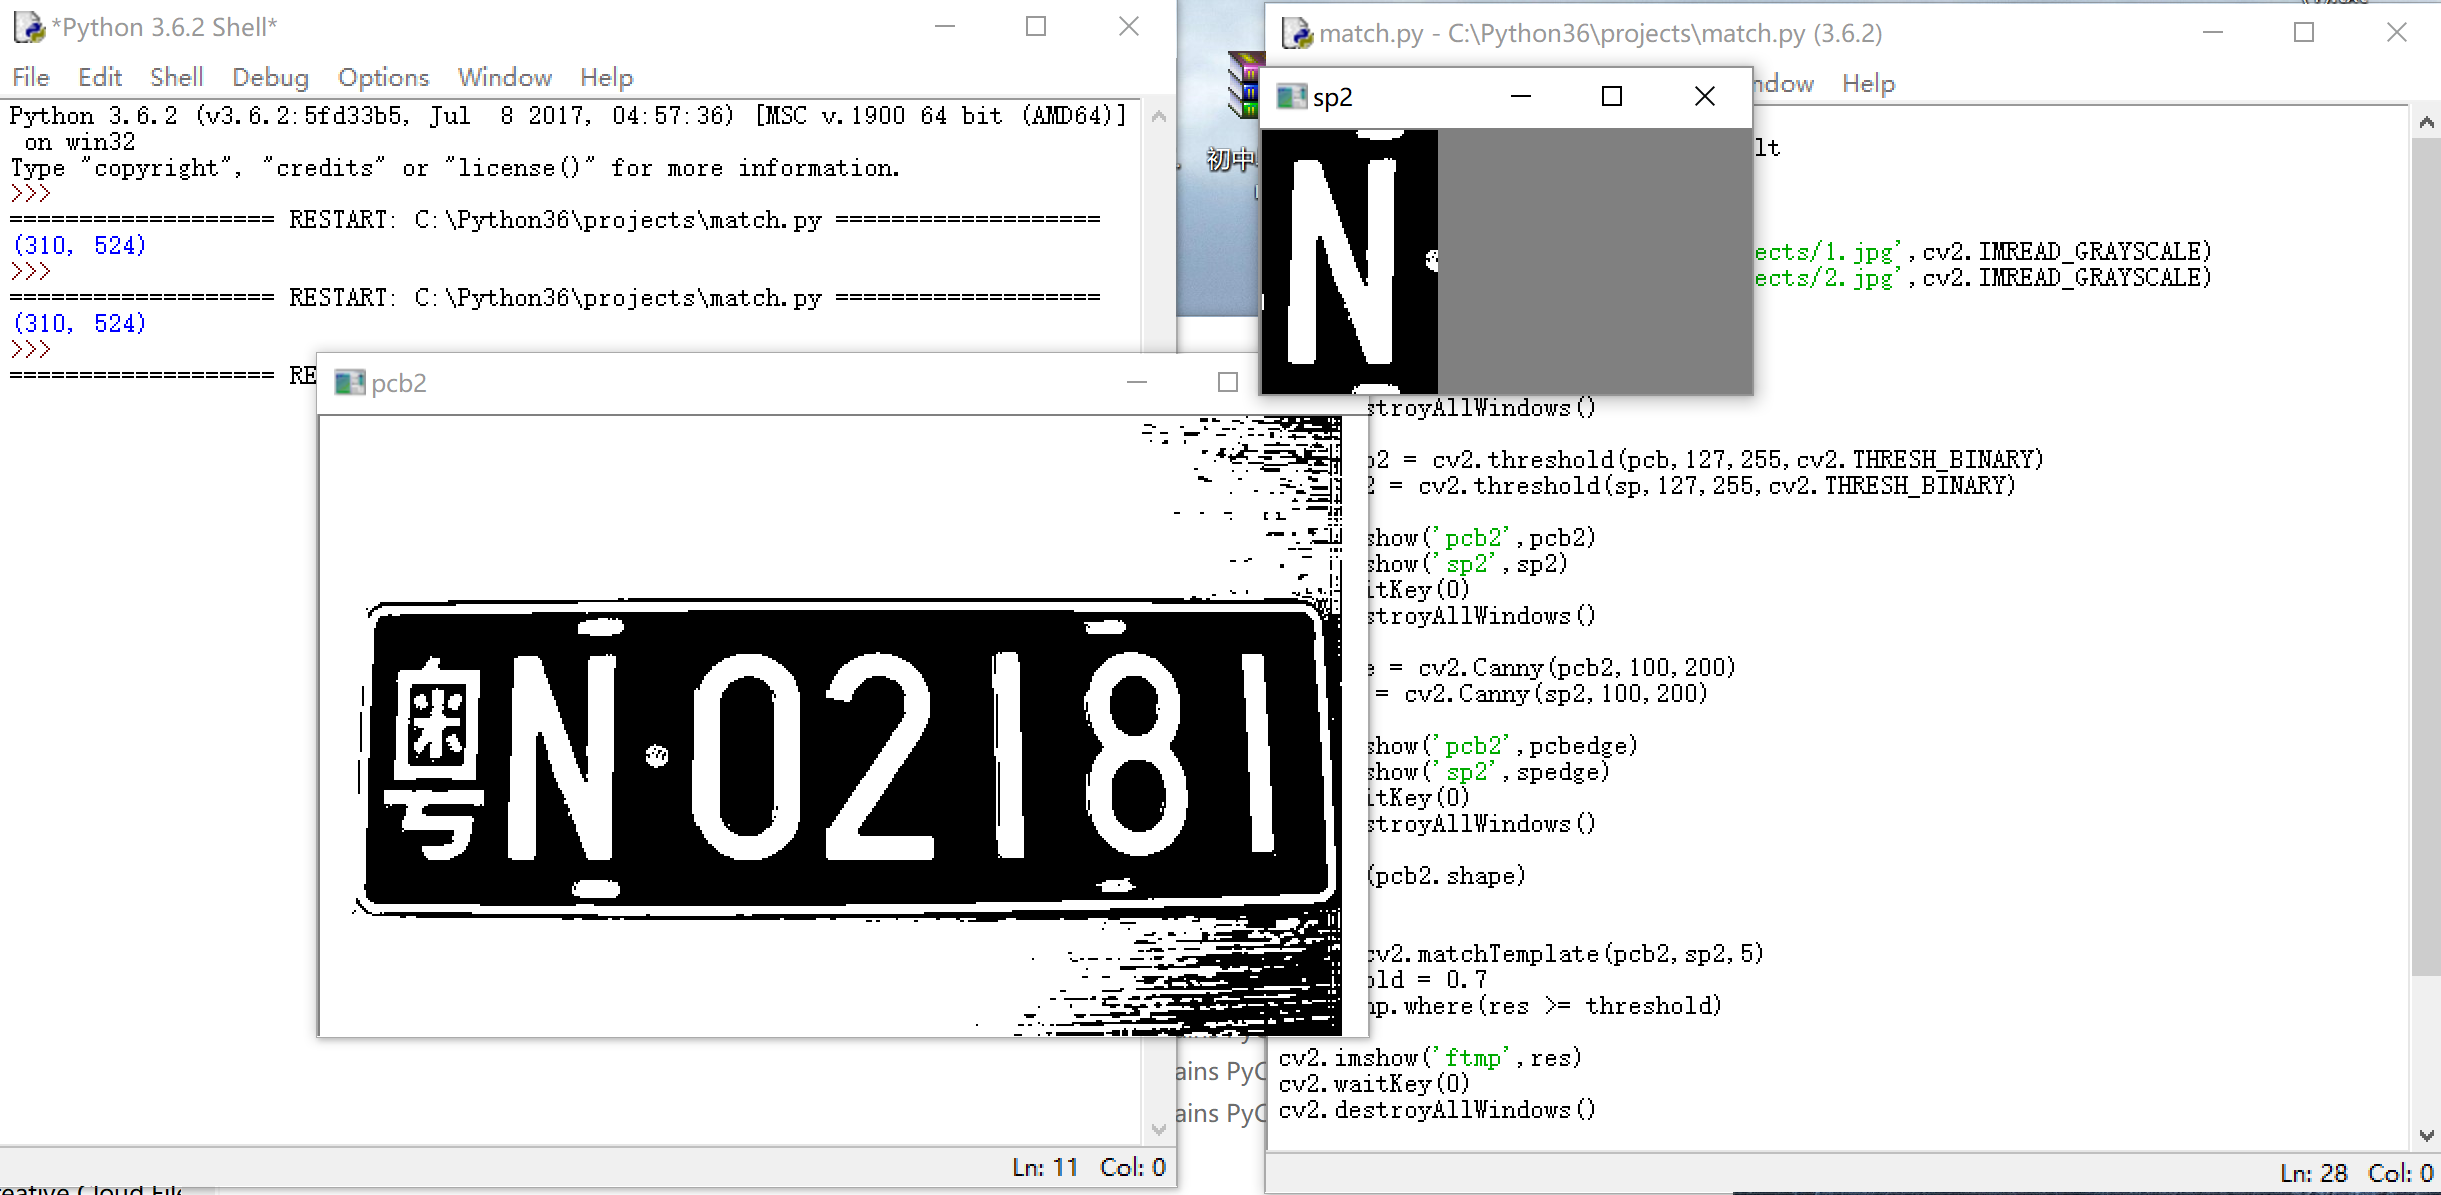 *Python 3.6.2 Shell*
File Edit Shell Debug Options Window Help
Python 3.6.2 (v3.6.2:5fd33b5, Jul  8 2017, 04:57:36) [MSC v.1900 64 bit (AMD64)]
on win32
Type "copyright", "credits" or "license()" for more information.
>>>
=================== RESTART: C:\Python36\projects\match.py ===================
(310, 524)
>>>
=================== RESTART: C:\Python36\projects\match.py ===================
(310, 524)
>>>
=================== RE
Ln: 11 Col: 0
pcb2
粤N·02181
初中
sp2
N
match.py - C:\Python36\projects\match.py (3.6.2)
ndow Help
lt
ects/1.jpg',cv2.IMREAD_GRAYSCALE)
ects/2.jpg',cv2.IMREAD_GRAYSCALE)
stroyAllWindows()
b2 = cv2.threshold(pcb,127,255,cv2.THRESH_BINARY)
2 = cv2.threshold(sp,127,255,cv2.THRESH_BINARY)
show('pcb2',pcb2)
show('sp2',sp2)
itKey(0)
stroyAllWindows()
e = cv2.Canny(pcb2,100,200)
= cv2.Canny(sp2,100,200)
show('pcb2',pcbedge)
show('sp2',spedge)
itKey(0)
stroyAllWindows()
(pcb2.shape)
cv2.matchTemplate(pcb2,sp2,5)
old = 0.7
np.where(res >= threshold)
cv2.imshow('ftmp',res)
cv2.waitKey(0)
cv2.destroyAllWindows()
Ln: 28 Col: 0
ains PyC
ains PyC